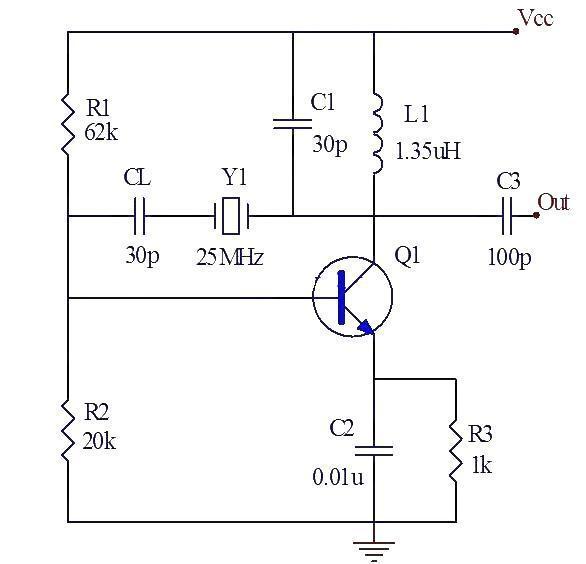 Vcc
R1
62k
C1
30p
L1
1.35uH
CL
30p
Y1
25MHz
C3
100p
Out
Q1
R2
20k
C2
0.01u
R3
1k